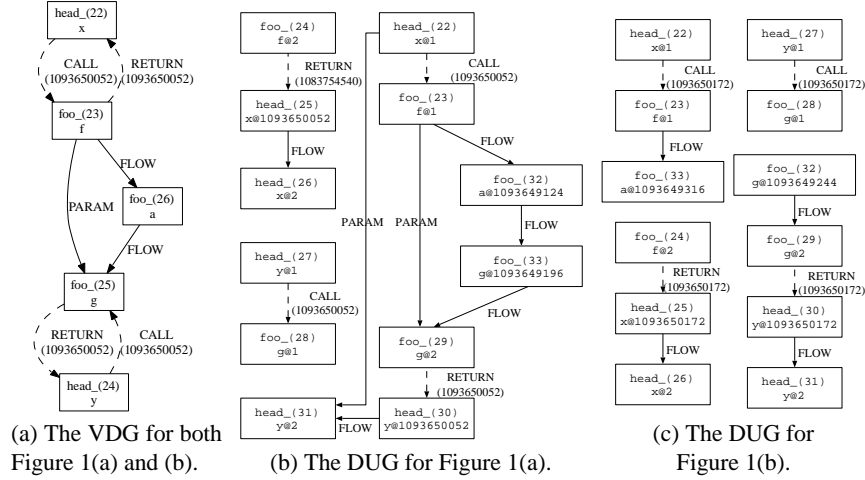 head_(22)
x
CALL
(1093650052)
RETURN
(1093650052)
foo_(23)
f
FLOW
PARAM
foo_(26)
a
FLOW
foo_(25)
g
RETURN
(1093650052)
CALL
(1093650052)
head_(24)
y
(a) The VDG for both
Figure 1(a) and (b).
foo_(24)
f@2
RETURN
(1083754540)
head_(25)
x@1093650052
FLOW
head_(26)
x@2
head_(27)
y@1
CALL
(1093650052)
foo_(28)
g@1
head_(31)
y@2
head_(22)
x@1
CALL
(1093650052)
foo_(23)
f@1
FLOW
foo_(32)
a@1093649124
PARAM
PARAM
FLOW
foo_(33)
g@1093649196
FLOW
foo_(29)
g@2
RETURN
(1093650052)
head_(30)
y@1093650052
FLOW
(b) The DUG for Figure 1(a).
head_(22)
x@1
CALL
(1093650172)
foo_(23)
f@1
FLOW
foo_(33)
a@1093649316
foo_(24)
f@2
RETURN
(1093650172)
head_(25)
x@1093650172
FLOW
head_(26)
x@2
head_(27)
y@1
CALL
(1093650172)
foo_(28)
g@1
foo_(32)
g@1093649244
FLOW
foo_(29)
g@2
RETURN
(1093650172)
head_(30)
y@1093650172
FLOW
head_(31)
y@2
(c) The DUG for
Figure 1(b).